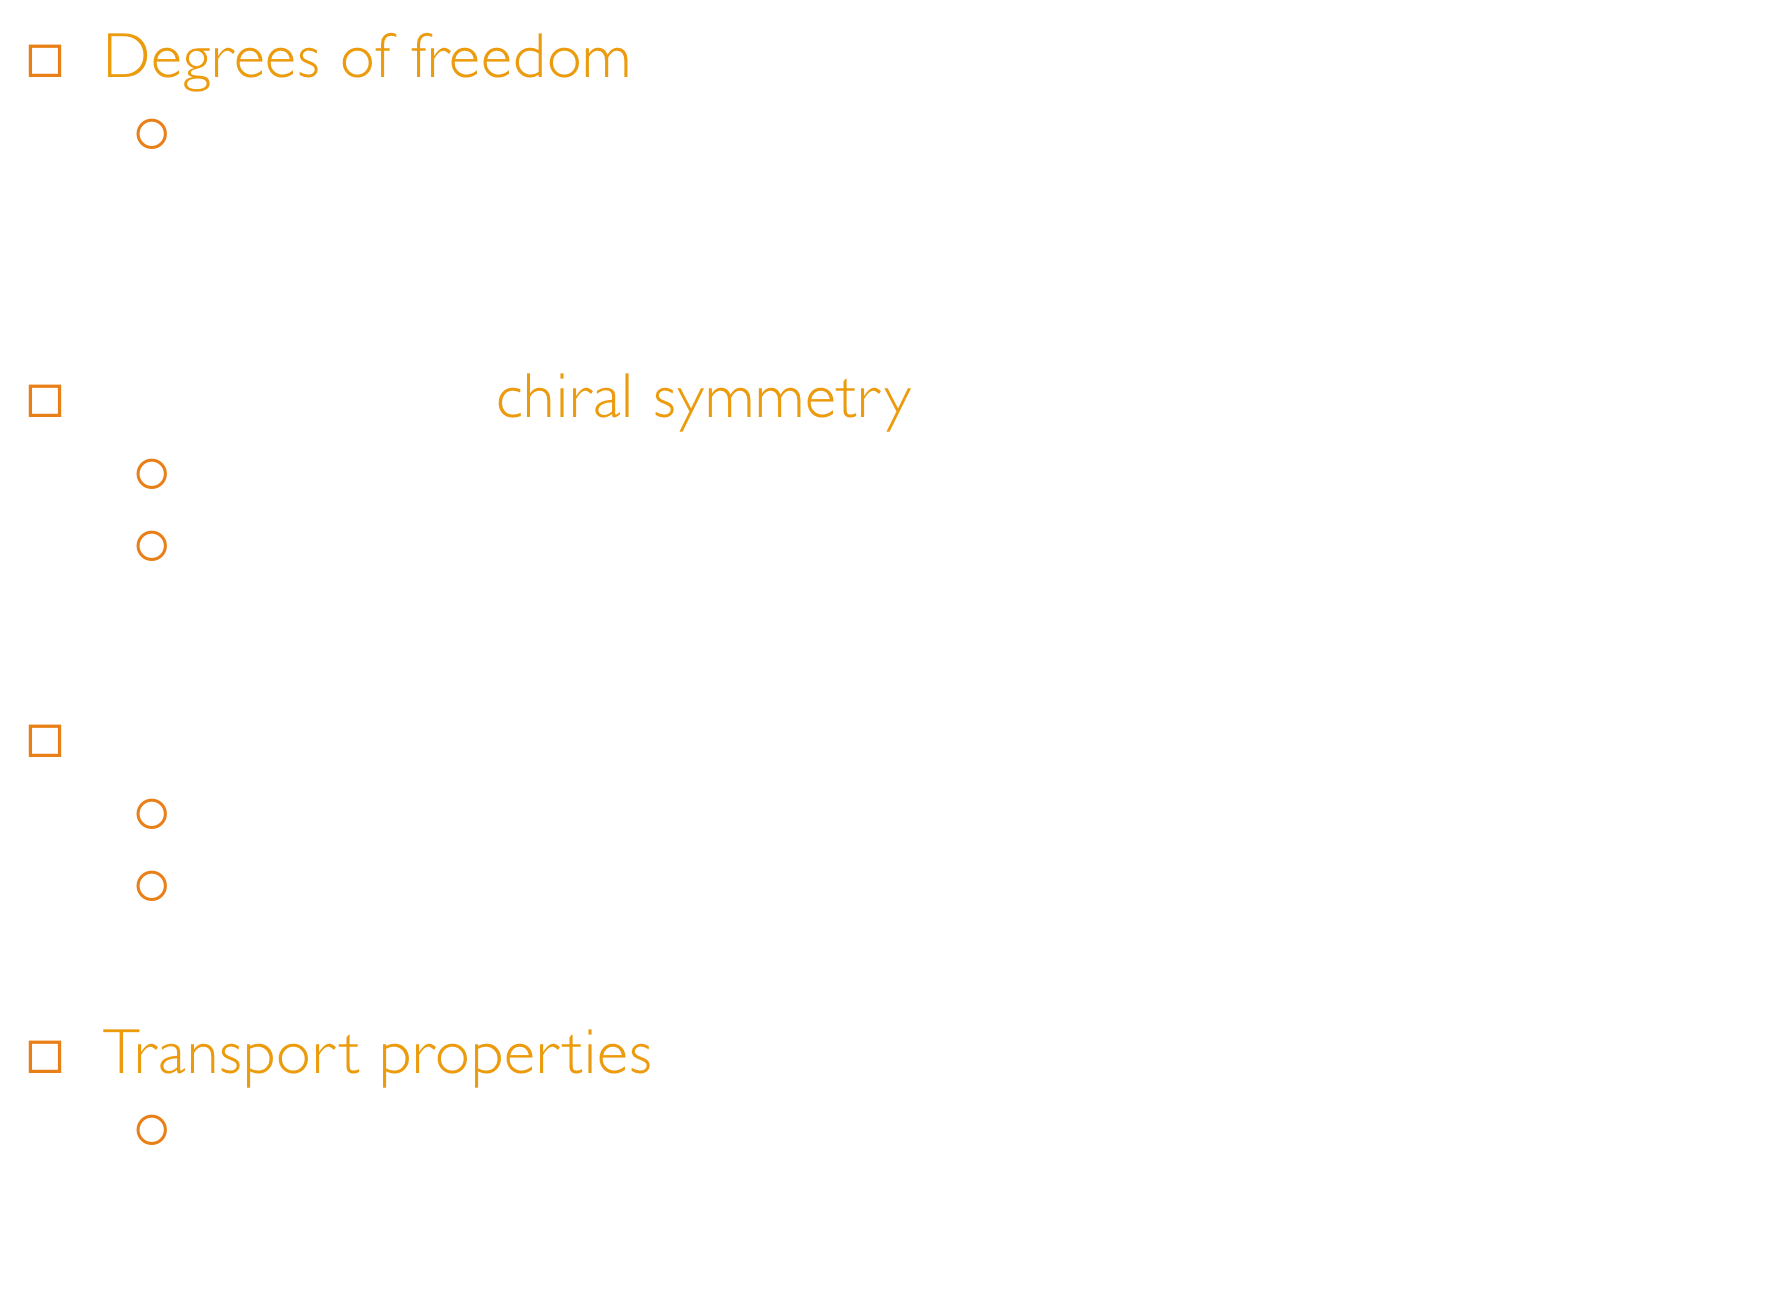 Degrees of freedom
chiral symmetry
Transport properties